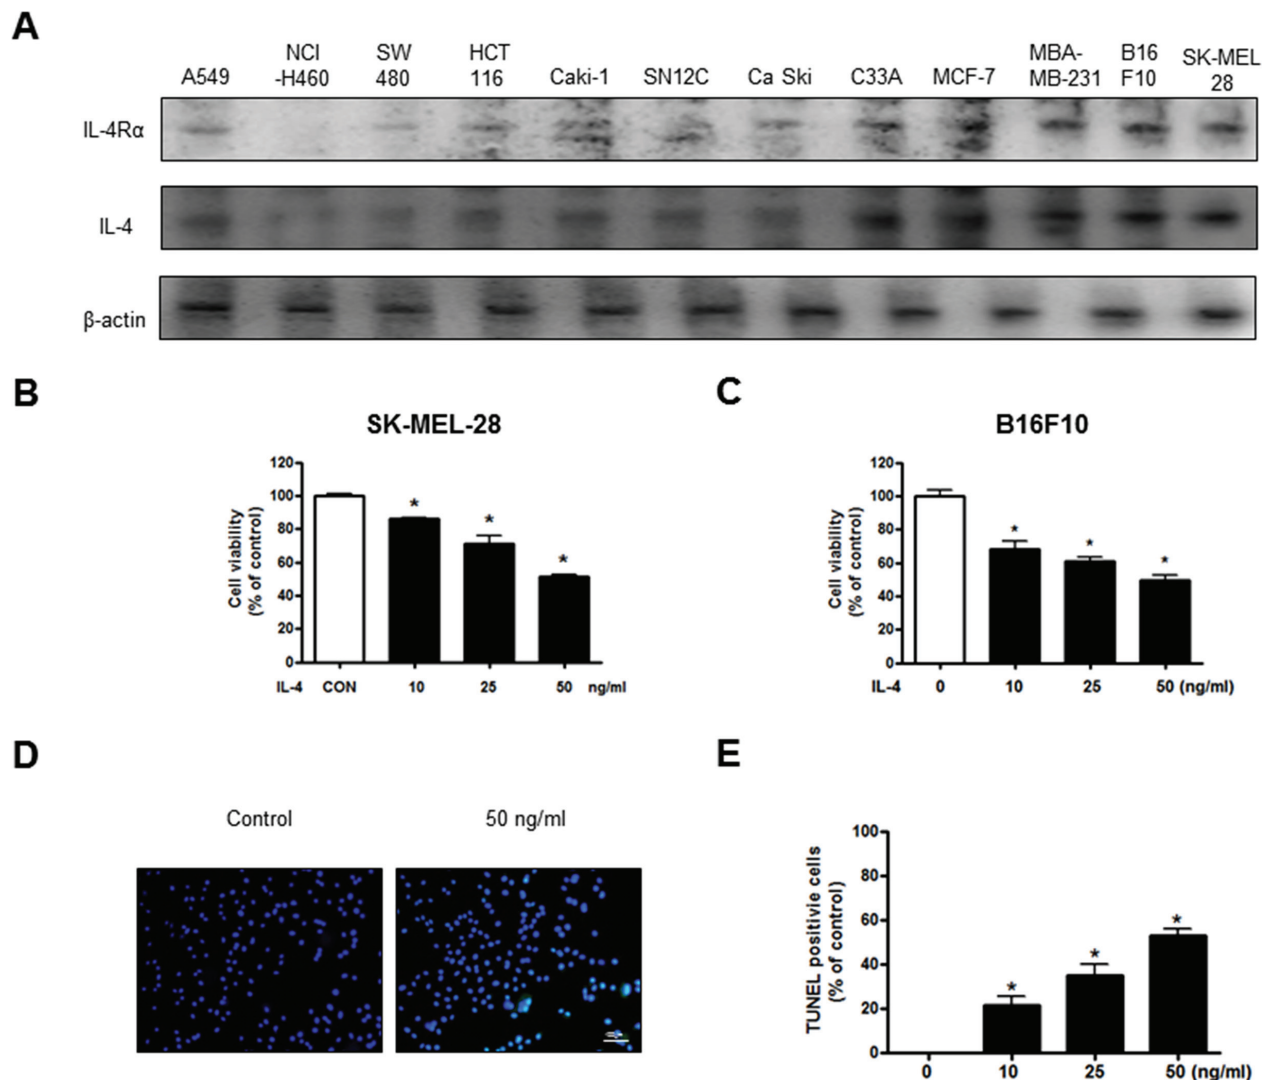 A
A549
NCI
-H460
SW
480
HCT
116
Caki-1
SN12C
Ca Ski
C33A
MCF-7
MBA-
MB-231
B16
F10
SK-MEL
28
IL-4Rα
IL-4
β-actin
B
SK-MEL-28
Cell viability
(% of control)
120
100
80
60
40
20
0
IL-4 CON 10 25 50 ng/ml
*
*
*
C
B16F10
Cell viability
(% of control)
120
100
80
60
40
20
0
IL-4 0 10 25 50 (ng/ml)
*
*
*
D
Control
50 ng/ml
E
TUNEL positivie cells
(% of control)
100
80
60
40
20
0
0 10 25 50 (ng/ml)
*
*
*